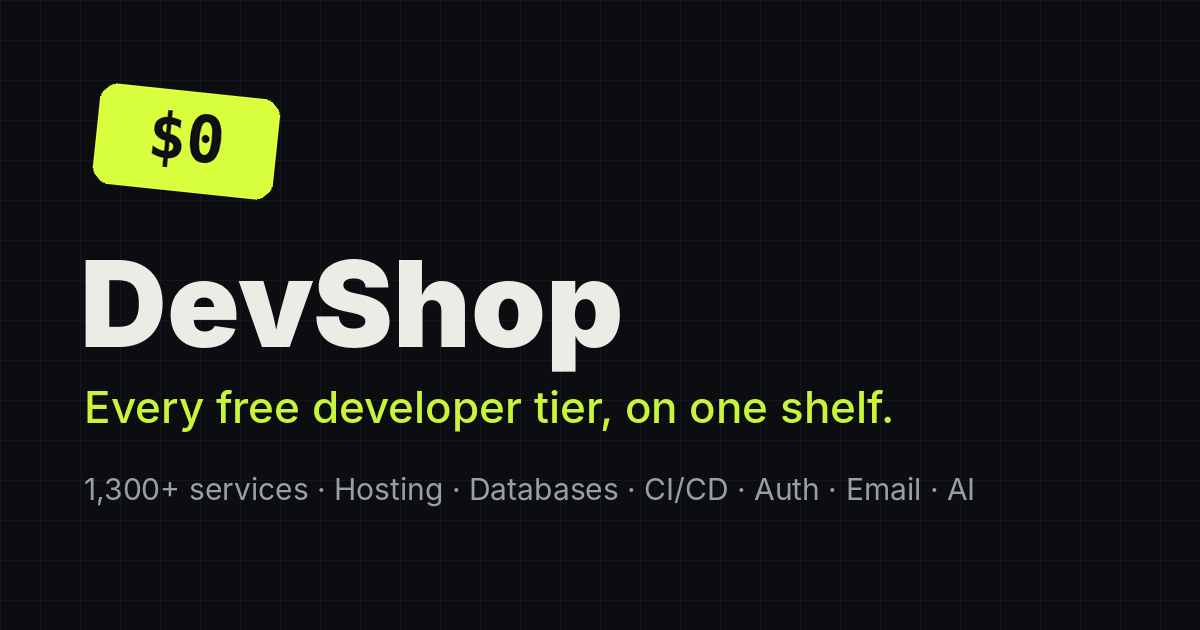 $0
DevShop
Every free developer tier, on one shelf.
1,300+ services · Hosting · Databases · CI/CD · Auth · Email · AI